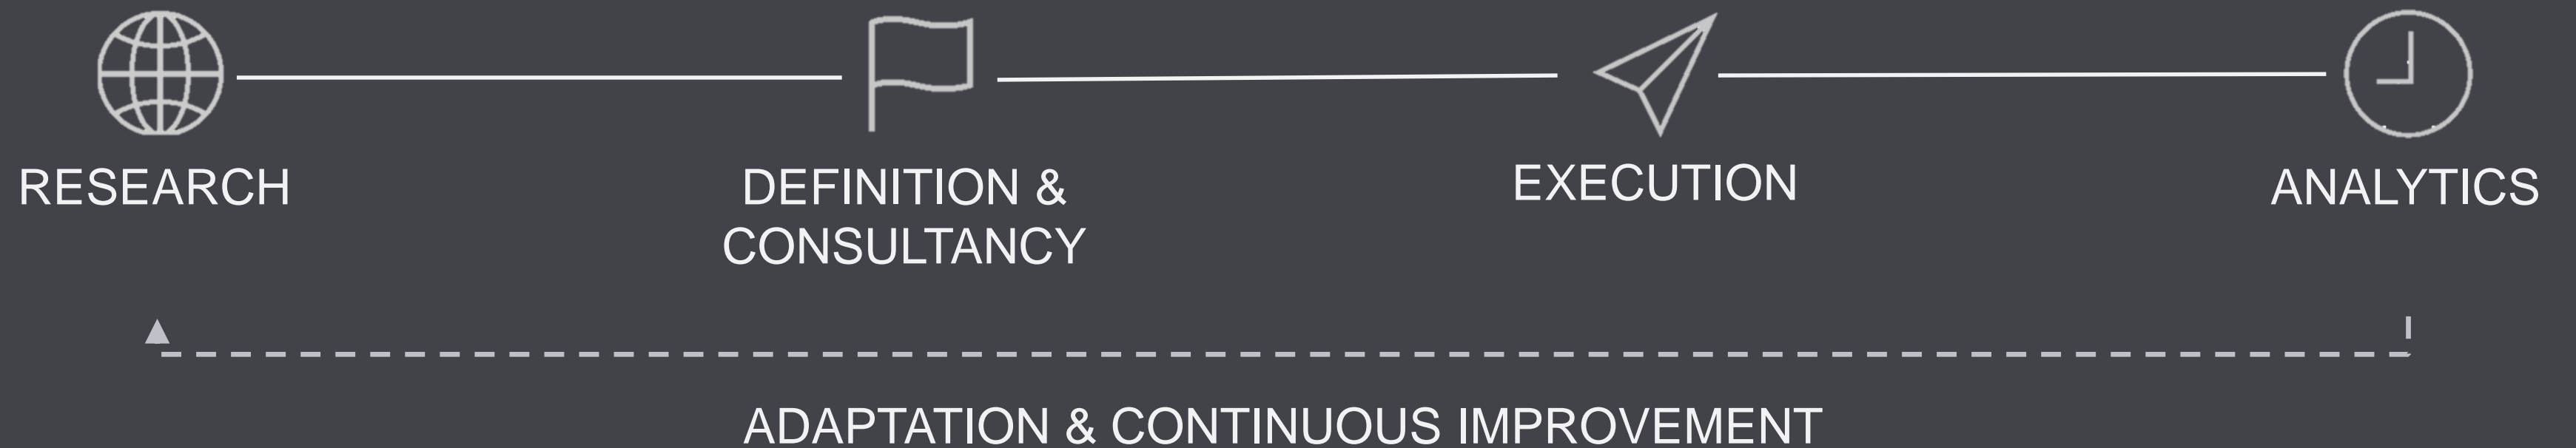 RESEARCH
DEFINITION &
CONSULTANCY
EXECUTION
ANALYTICS
ADAPTATION & CONTINUOUS IMPROVEMENT